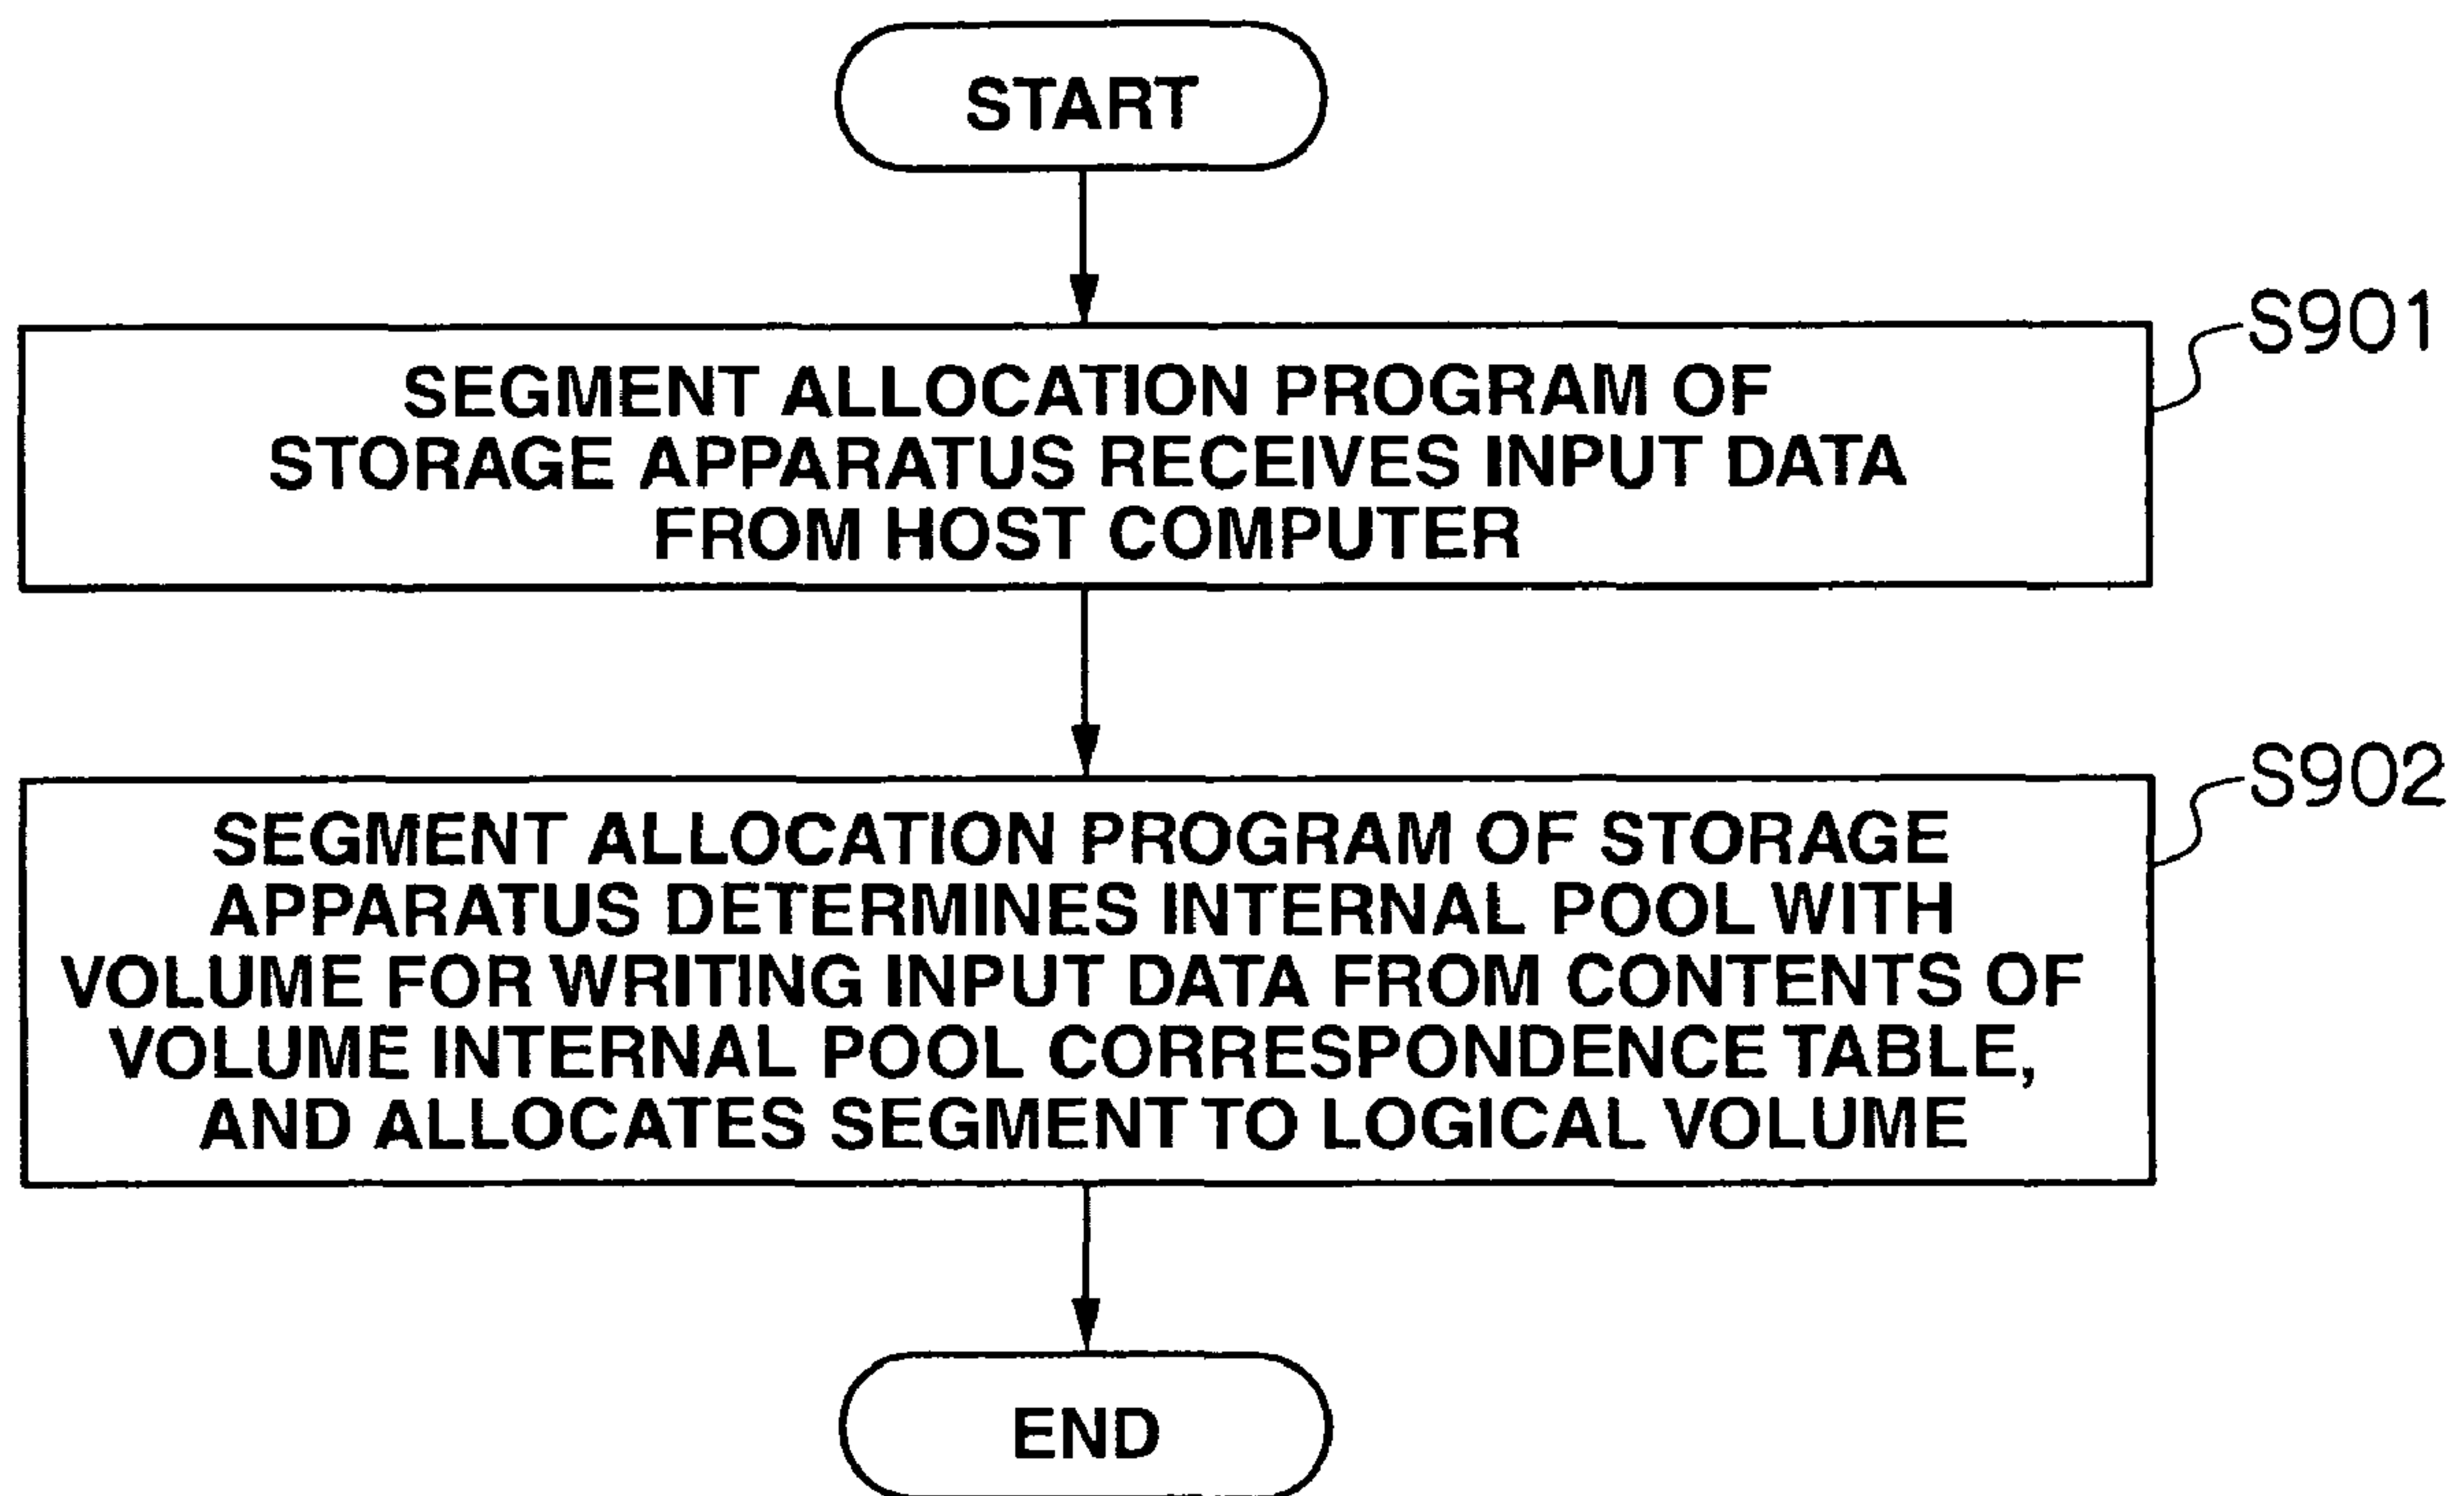 START
S901
SEGMENT ALLOCATION PROGRAM OF
STORAGE APPARATUS RECEIVES INPUT DATA
FROM HOST COMPUTER
S902
SEGMENT ALLOCATION PROGRAM OF STORAGE
APPARATUS DETERMINES INTERNAL POOL WITH
VOLUME FOR WRITING INPUT DATA FROM CONTENTS OF
VOLUME INTERNAL POOL CORRESPONDENCE TABLE,
AND ALLOCATES SEGMENT TO LOGICAL VOLUME
END